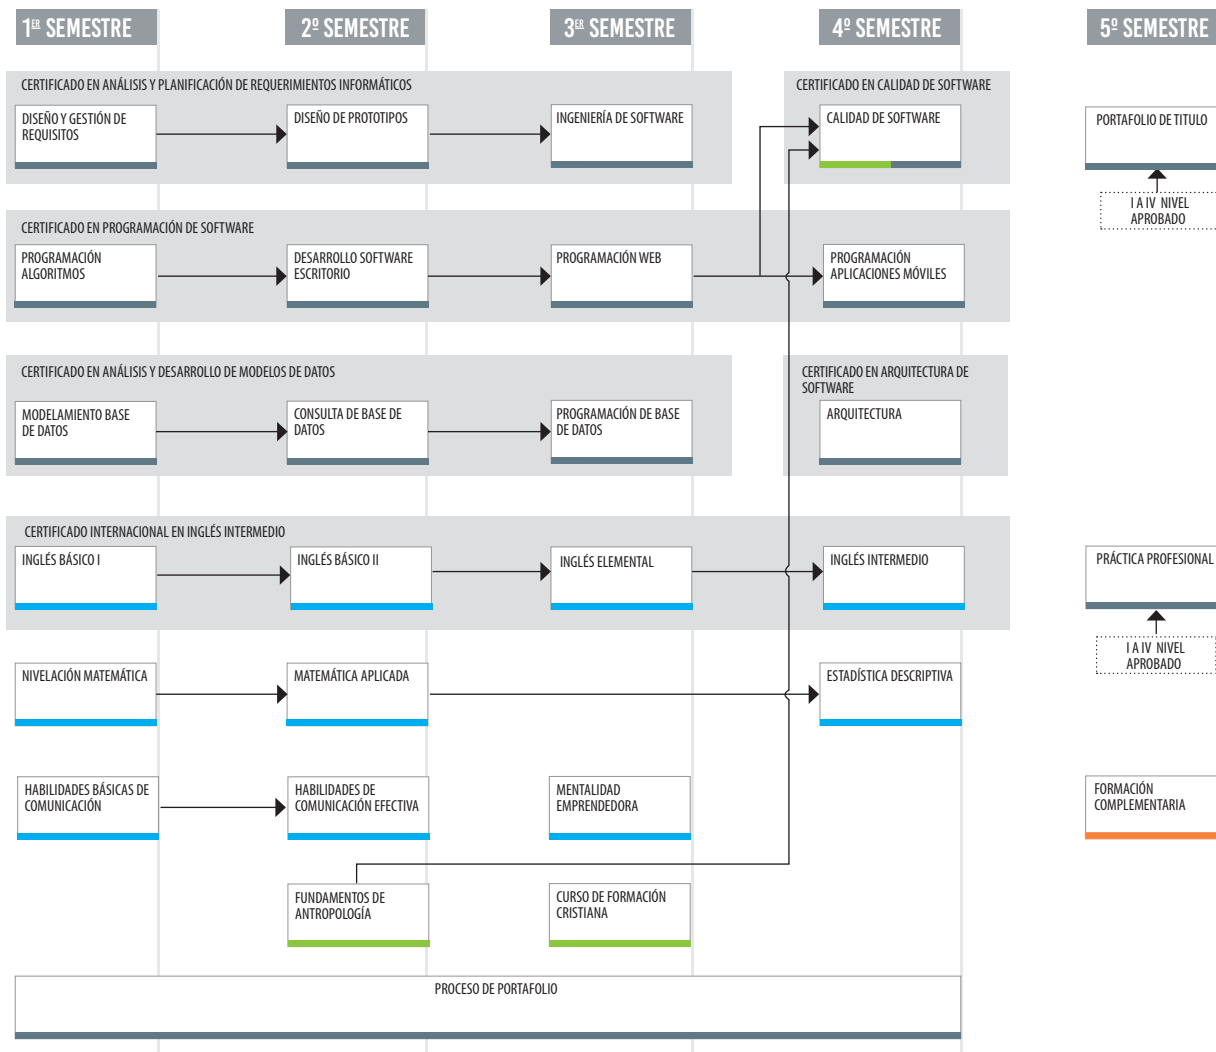 1ER SEMESTRE
2º SEMESTRE
3ER SEMESTRE
4º SEMESTRE
5º SEMESTRE
CERTIFICADO EN ANÁLISIS Y PLANIFICACIÓN DE REQUERIMIENTOS INFORMÁTICOS
CERTIFICADO EN CALIDAD DE SOFTWARE
DISEÑO Y GESTIÓN DE
REQUISITOS
DISEÑO DE PROTOTIPOS
INGENIERÍA DE SOFTWARE
CALIDAD DE SOFTWARE
PORTAFOLIO DE TITULO
I A IV NIVEL
APROBADO
CERTIFICADO EN PROGRAMACIÓN DE SOFTWARE
PROGRAMACIÓN
ALGORITMOS
DESARROLLO SOFTWARE
ESCRITORIO
PROGRAMACIÓN WEB
PROGRAMACIÓN
APLICACIONES MÓVILES
CERTIFICADO EN ANÁLISIS Y DESARROLLO DE MODELOS DE DATOS
CERTIFICADO EN ARQUITECTURA DE
SOFTWARE
MODELAMIENTO BASE
DE DATOS
CONSULTA DE BASE DE
DATOS
PROGRAMACIÓN DE BASE
DE DATOS
ARQUITECTURA
CERTIFICADO INTERNACIONAL EN INGLÉS INTERMEDIO
INGLÉS BÁSICO I
INGLÉS BÁSICO II
INGLÉS ELEMENTAL
INGLÉS INTERMEDIO
PRÁCTICA PROFESIONAL
I A IV NIVEL
APROBADO
NIVELACIÓN MATEMÁTICA
MATEMÁTICA APLICADA
ESTADÍSTICA DESCRIPTIVA
HABILIDADES BÁSICAS DE
COMUNICACIÓN
HABILIDADES DE
COMUNICACIÓN EFECTIVA
MENTALIDAD
EMPRENDEDORA
FORMACIÓN
COMPLEMENTARIA
FUNDAMENTOS DE
ANTROPOLOGÍA
CURSO DE FORMACIÓN
CRISTIANA
PROCESO DE PORTAFOLIO